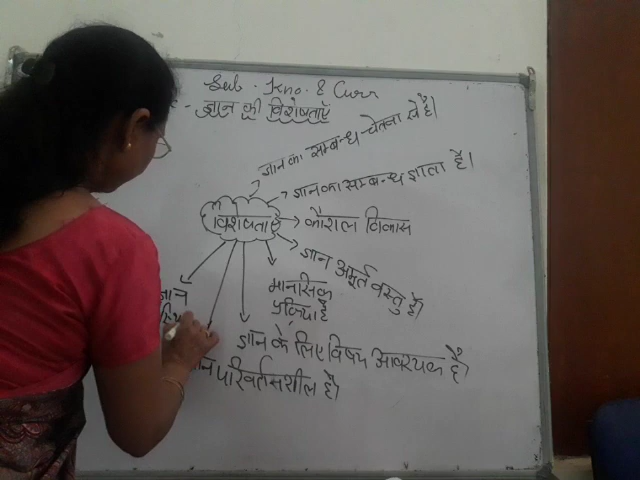 Sub - Kno. & Curr
- ज्ञान की विशेषताएँ
ज्ञान का सम्बन्ध चेतना से है।
ज्ञान का सम्बन्ध ज्ञाता है।
विशेषताएँ
कौशल विकास
ज्ञान अमूर्त वस्तु है।
मानसिक
प्रक्रिया है
ज्ञान के लिए विषय आवश्यक है।
परिवर्तनशील है।